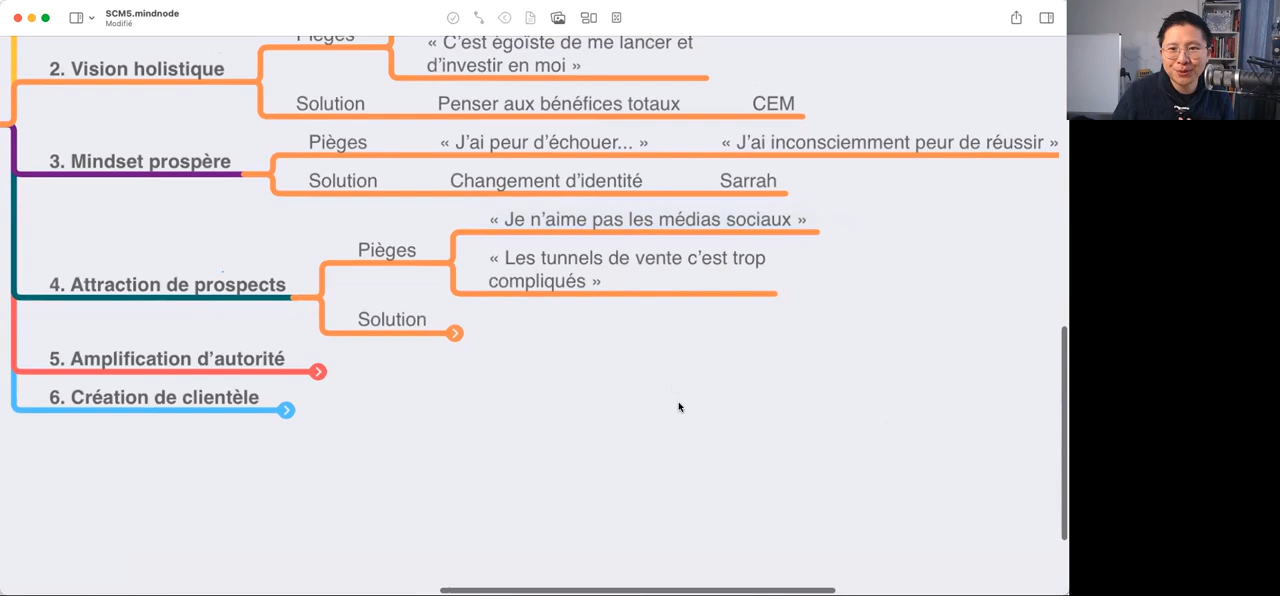 SCM5.mindnode
Modifié
Pièges
« C'est égoïste de me lancer et
d'investir en moi »
2. Vision holistique
Solution Penser aux bénéfices totaux CEM
Pièges « J'ai peur d'échouer... » « J'ai inconsciemment peur de réussir »
3. Mindset prospère
Solution Changement d'identité Sarrah
« Je n'aime pas les médias sociaux »
Pièges
« Les tunnels de vente c'est trop
compliqués »
4. Attraction de prospects
Solution
5. Amplification d'autorité
6. Création de clientèle